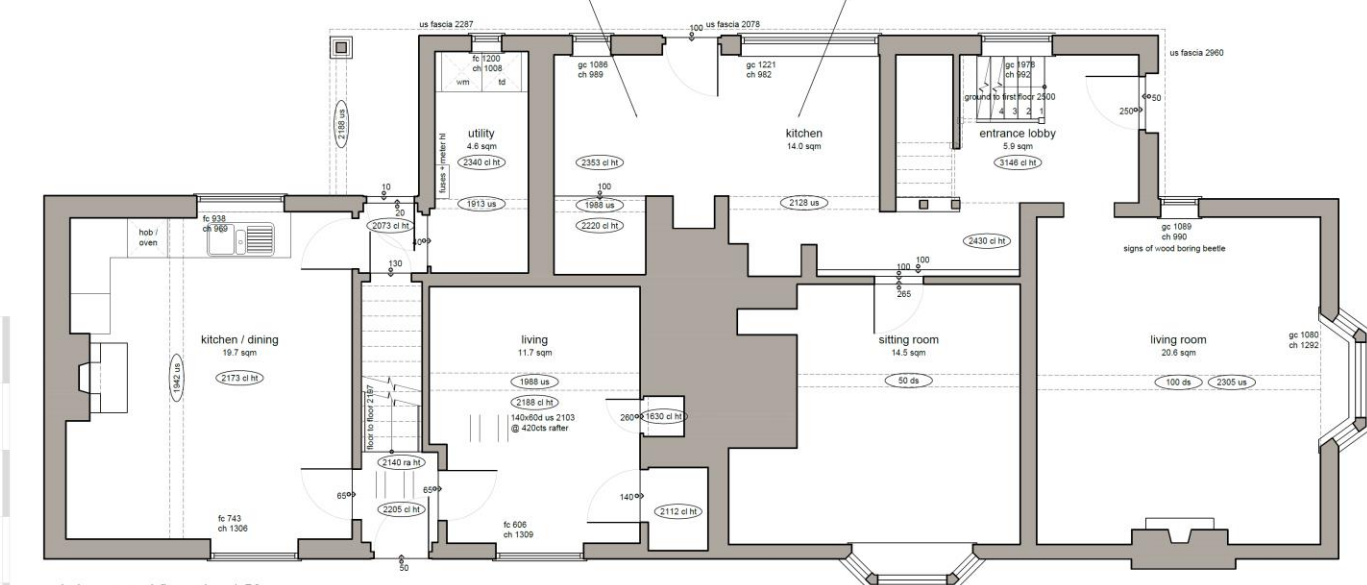 us fascia 2287
100
us fascia 2078
us fascia 2960
fc 1200
ch 1008
wm
td
gc 1086
ch 989
gc 1221
ch 982
gc 1978
ch 992
ground to first floor 2500
4 3 2 1
250
50
2188 us
fuses + meter hl
utility
4.6 sqm
2340 cl ht
1913 us
2353 cl ht
100
1988 us
2220 cl ht
kitchen
14.0 sqm
2128 us
entrance lobby
5.9 sqm
3146 cl ht
2430 cl ht
10
20
2073 cl ht
40
130
fc 938
ch 969
hob /
oven
gc 1089
ch 990
signs of wood boring beetle
100
100
265
kitchen / dining
19.7 sqm
2173 cl ht
1942 us
floor to floor 2197
living
11.7 sqm
1988 us
2188 cl ht
140x60d us 2103
@ 420cts rafter
260
1630 cl ht
sitting room
14.5 sqm
50 ds
living room
20.6 sqm
100 ds
2305 us
gc 1080
ch 1292
2140 ra ht
2205 cl ht
65
65
140
2112 cl ht
fc 743
ch 1306
fc 606
ch 1309
50